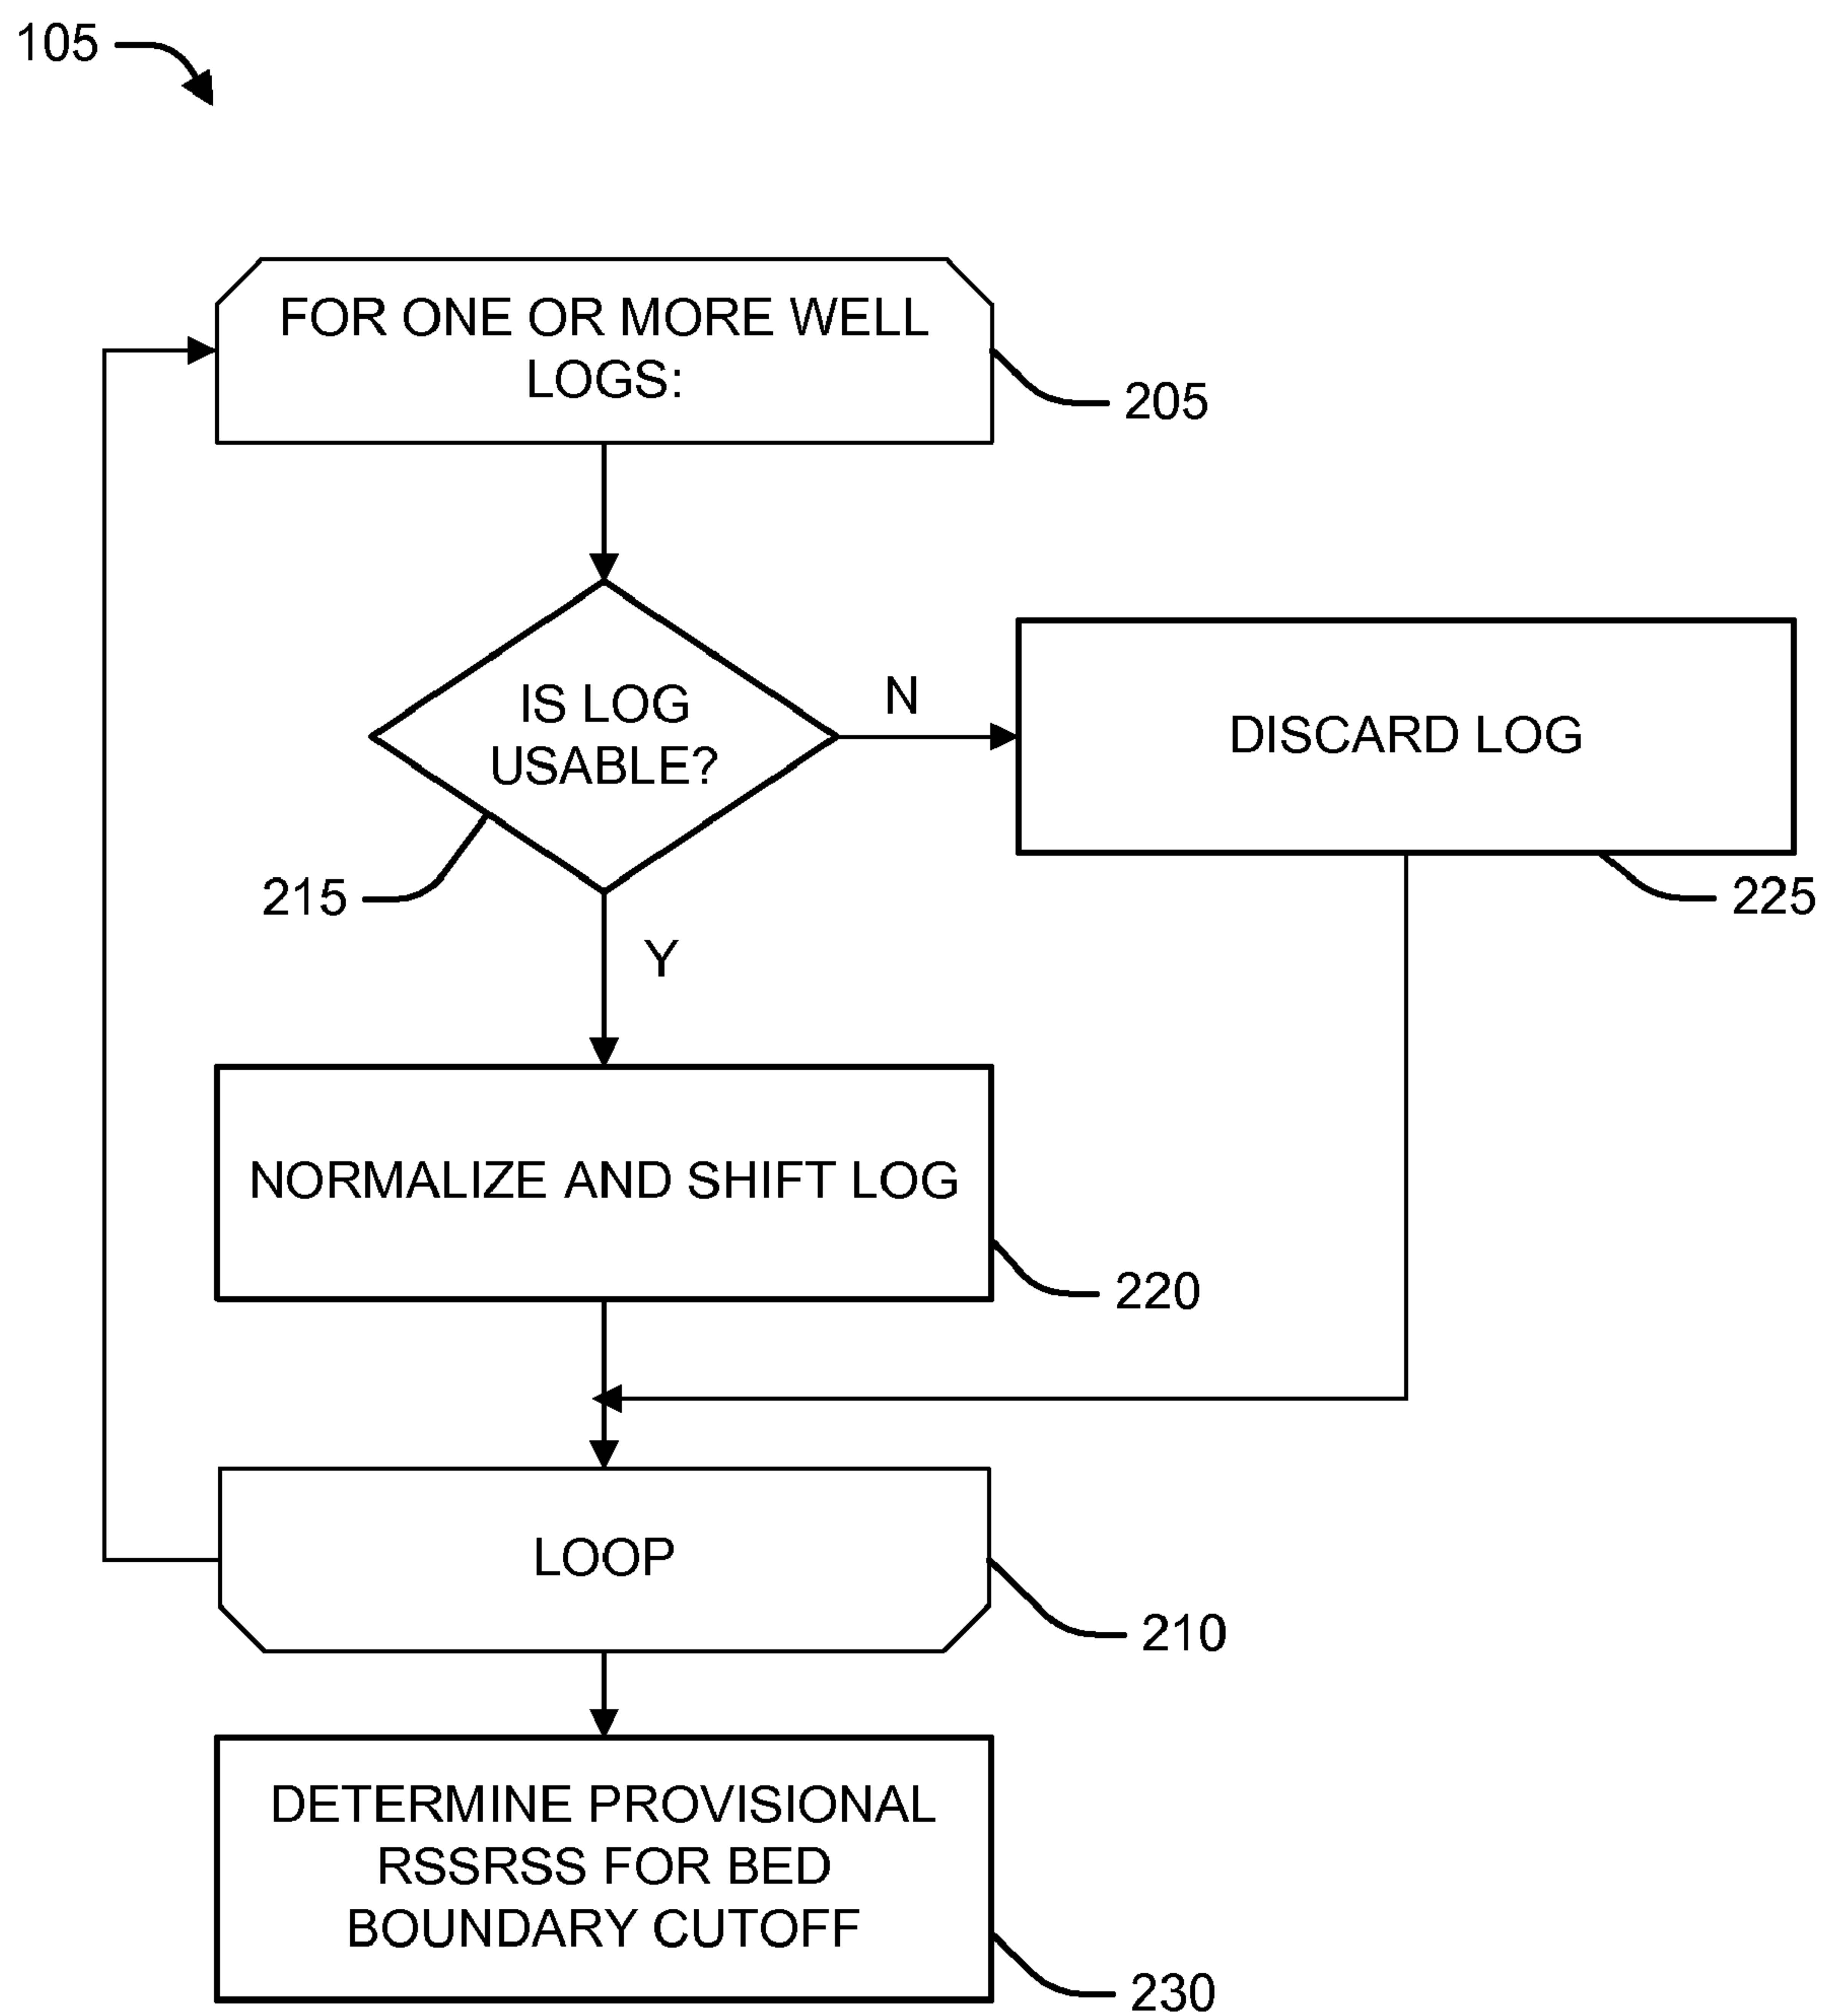 105
FOR ONE OR MORE WELL
LOGS:
205
IS LOG
USABLE?
N
DISCARD LOG
215
225
Y
NORMALIZE AND SHIFT LOG
220
LOOP
210
DETERMINE PROVISIONAL
RSSRSS FOR BED
BOUNDARY CUTOFF
230